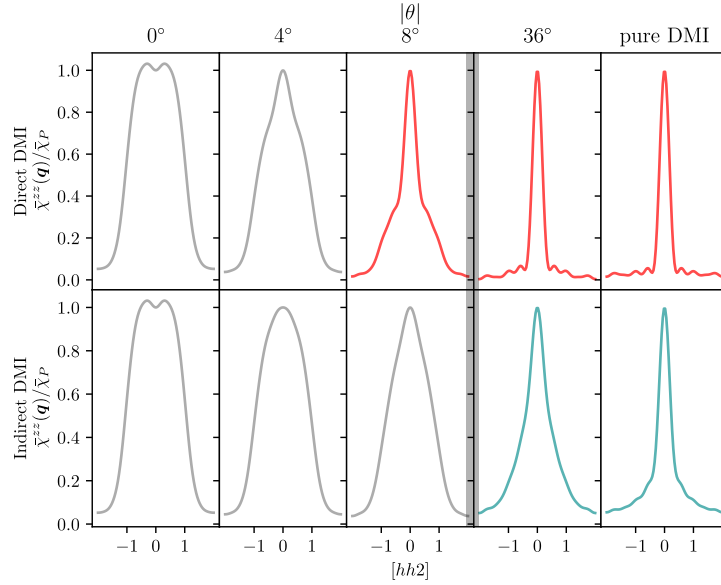 |θ|
0° 4° 8° 36° pure DMI
Direct DMI
χ̄^{zz}(q)/χ̄_P
1.0
0.8
0.6
0.4
0.2
0.0
Indirect DMI
χ̄^{zz}(q)/χ̄_P
1.0
0.8
0.6
0.4
0.2
0.0
−1 0 1 −1 0 1 −1 0 1 −1 0 1 −1 0 1
[hh2]